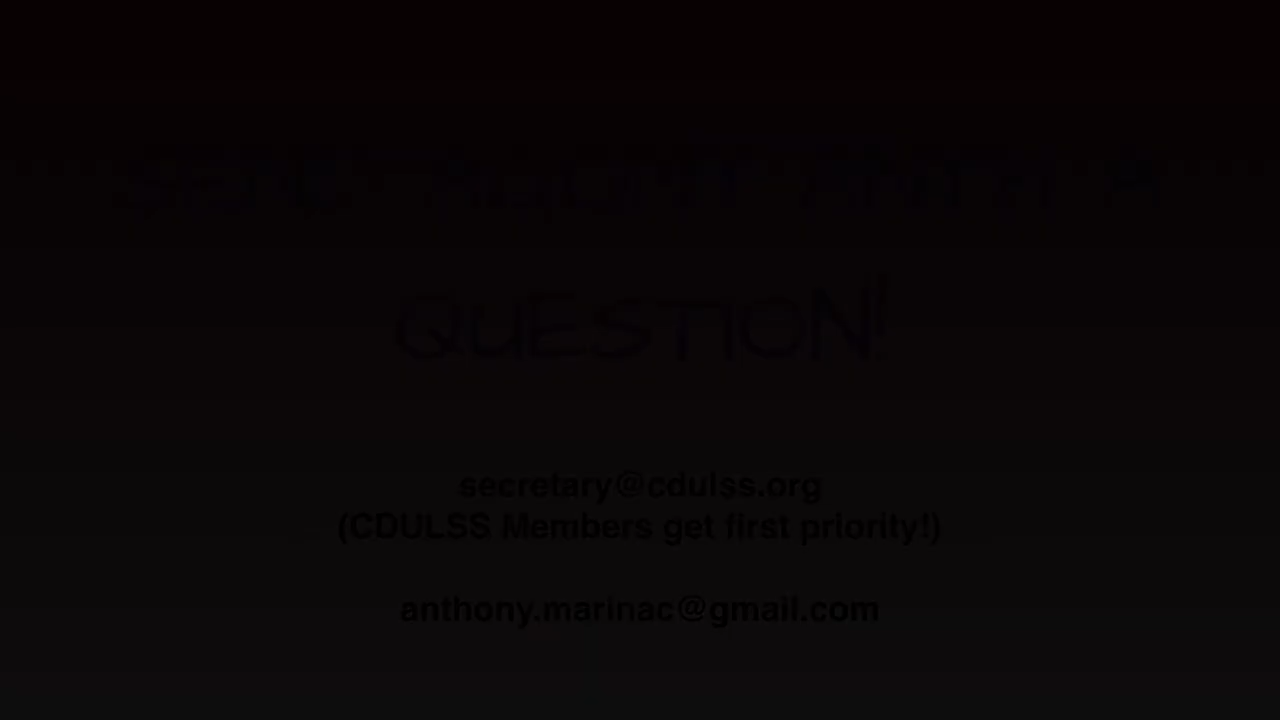 QUESTION!
secretary@cdulss.org
(CDULSS Members get first priority!)
anthony.marinac@gmail.com